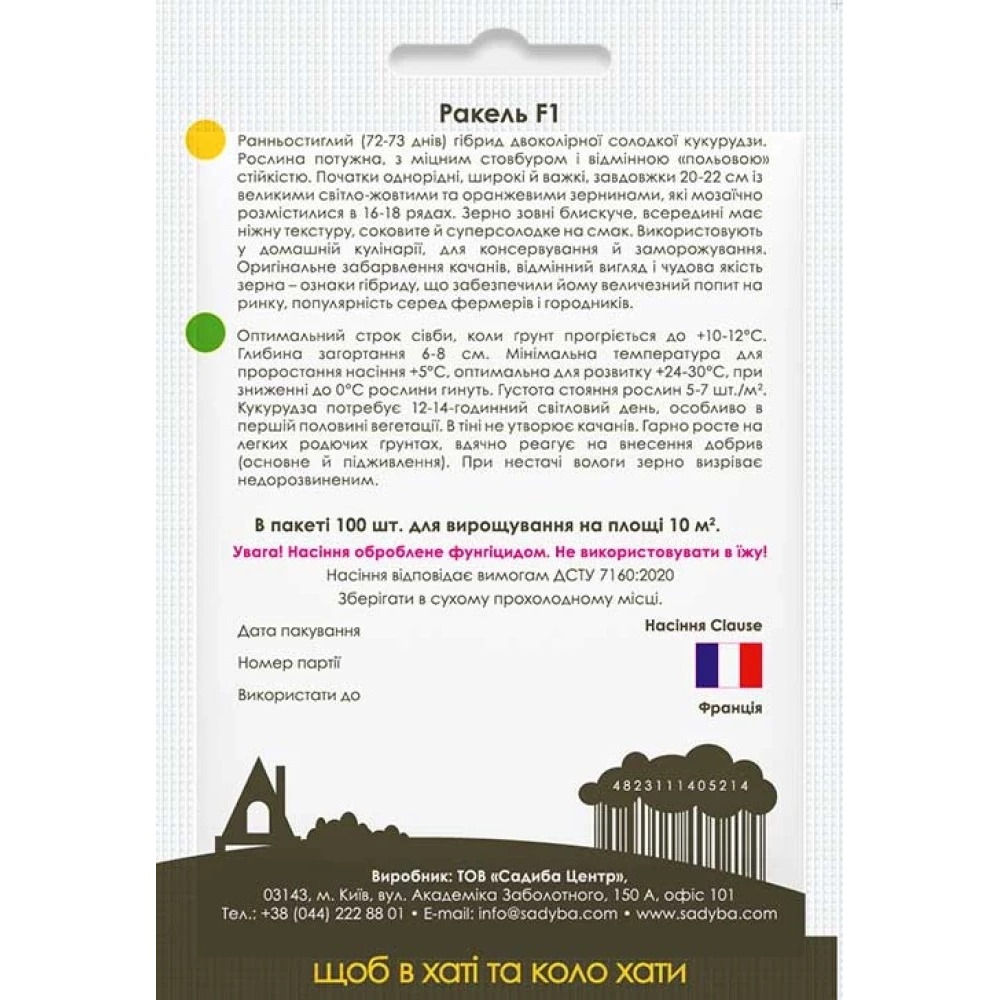 Ракель F1
Ранньостиглий (72-73 днів) гібрид двоколірної солодкої кукурудзи.
Рослина потужна, з міцним стовбуром і відмінною «польовою»
стійкістю. Початки однорідні, широкі й важкі, завдовжки 20-22 см із
великими світло-жовтими та оранжевими зернинами, які мозаїчно
розмістилися в 16-18 рядах. Зерно зовні блискуче, всередині має
ніжну текстуру, соковите й суперсолодке на смак. Використовують
у домашній кулінарії, для консервування й заморожування.
Оригінальне забарвлення качанів, відмінний вигляд і чудова якість
зерна – ознаки гібриду, що забезпечили йому величезний попит на
ринку, популярність серед фермерів і городників.
Оптимальний строк сівби, коли ґрунт прогріється до +10-12°С.
Глибина загортання 6-8 см. Мінімальна температура для
проростання насіння +5°С, оптимальна для розвитку +24-30°С, при
зниженні до 0°С рослини гинуть. Густота стояння рослин 5-7 шт./м².
Кукурудза потребує 12-14-годинний світловий день, особливо в
першій половині вегетації. В тіні не утворює качанів. Гарно росте на
легких родючих ґрунтах, вдячно реагує на внесення добрив
(основне й підживлення). При нестачі вологи зерно визріває
недорозвиненим.
В пакеті 100 шт. для вирощування на площі 10 м².
Увага! Насіння оброблене фунгіцидом. Не використовувати в їжу!
Насіння відповідає вимогам ДСТУ 7160:2020
Зберігати в сухому прохолодному місці.
Насіння Clause
Дата пакування
Номер партії
Використати до
Франція
4823111405214
Виробник: ТОВ «Садиба Центр»,
03143, м. Київ, вул. Академіка Заболотного, 150 А, офіс 101
Тел.: +38 (044) 222 88 01 • E-mail: info@sadyba.com • www.sadyba.com
щоб в хаті та коло хати